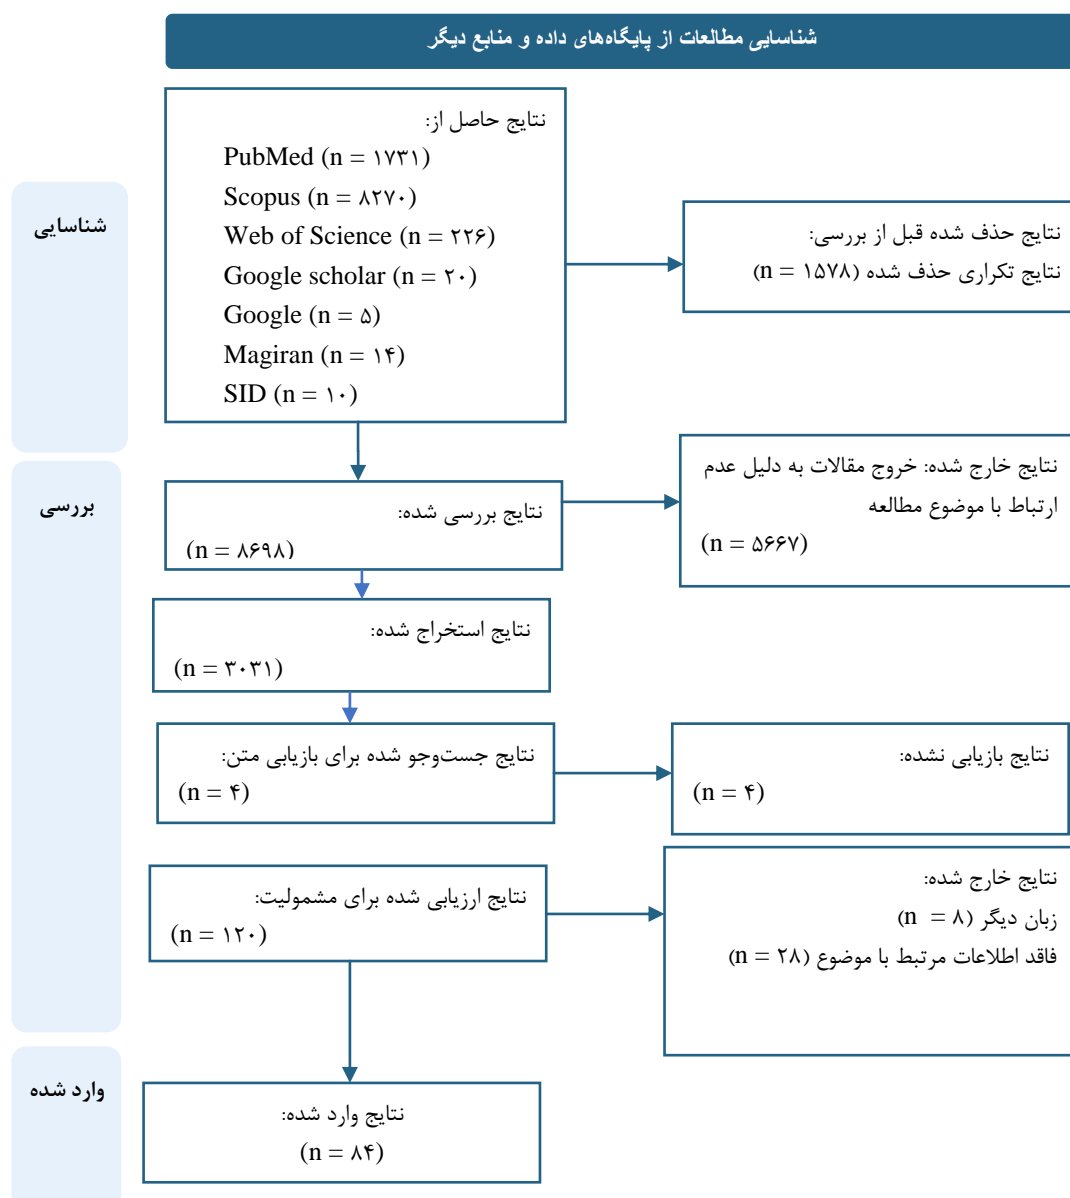 شناسایی مطالعات از پایگاه‌های داده و منابع دیگر
شناسایی
نتایج حاصل از:
PubMed (n = ۱۷۳۱)
Scopus (n = ۸۲۷۰)
Web of Science (n = ۲۲۶)
Google scholar (n = ۲۰)
Google (n = ۵)
Magiran (n = ۱۴)
SID (n = ۱۰)
نتایج حذف شده قبل از بررسی:
نتایج تکراری حذف شده (n = ۱۵۷۸)
بررسی
نتایج بررسی شده:
(n = ۸۶۹۸)
نتایج خارج شده: خروج مقالات به دلیل عدم
ارتباط با موضوع مطالعه
(n = ۵۶۶۷)
نتایج استخراج شده:
(n = ۳۰۳۱)
نتایج جست‌وجو شده برای بازیابی متن:
(n = ۴)
نتایج بازیابی نشده:
(n = ۴)
نتایج ارزیابی شده برای مشمولیت:
(n = ۱۲۰)
نتایج خارج شده:
زبان دیگر (n = ۸)
فاقد اطلاعات مرتبط با موضوع (n = ۲۸)
وارد شده
نتایج وارد شده:
(n = ۸۴)